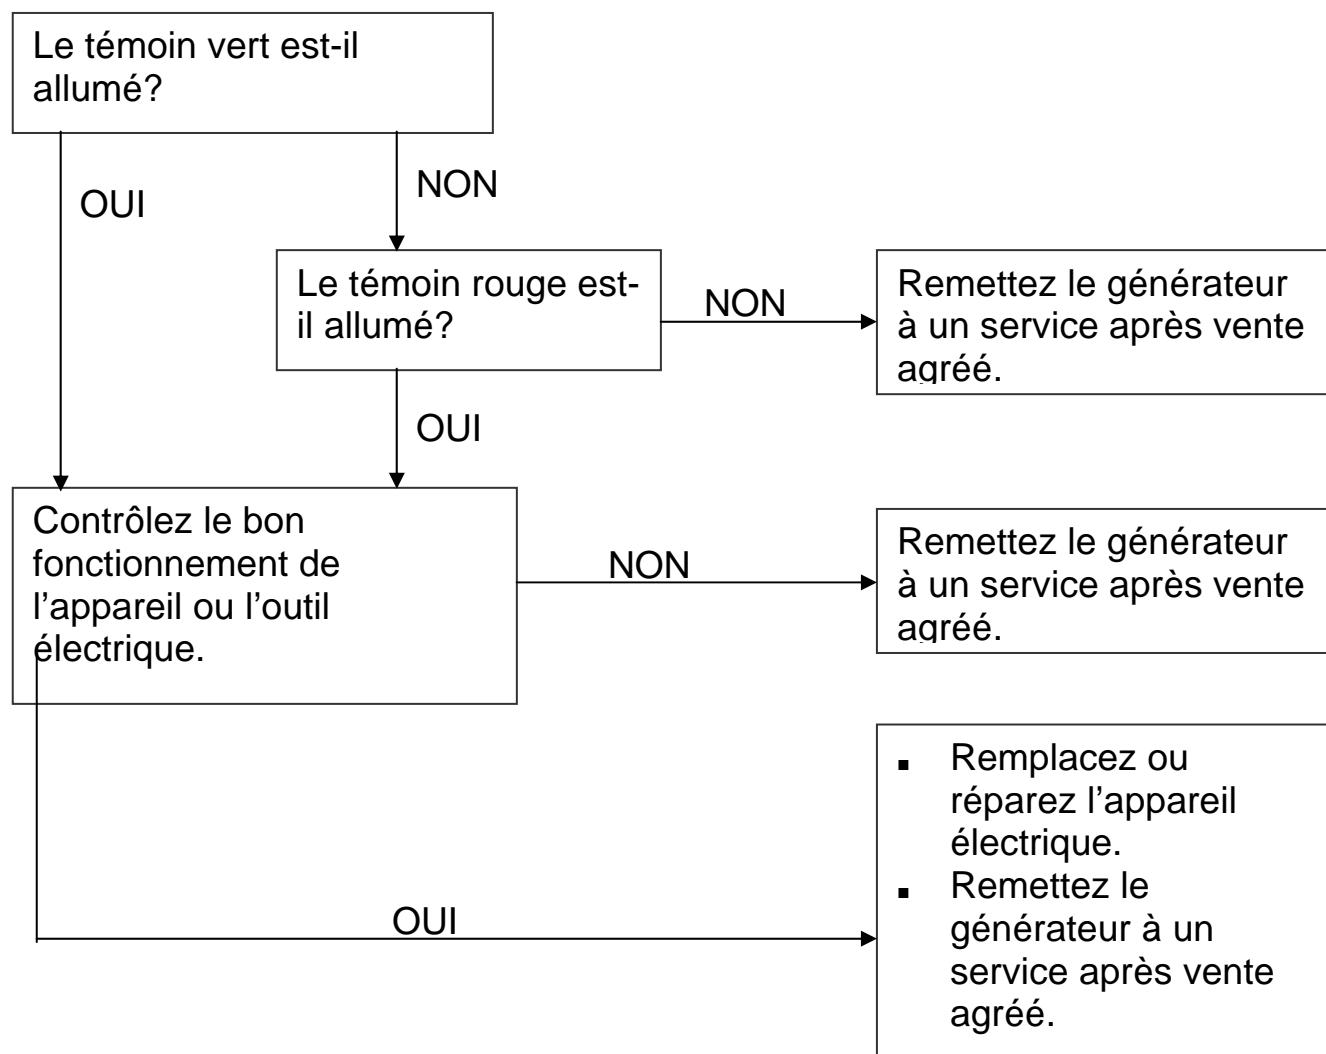 Le témoin vert est-il
allumé?
OUI
NON
Le témoin rouge est-
il allumé?
NON
Remettez le générateur
à un service après vente
agréé.
OUI
Contrôlez le bon
fonctionnement de
l’appareil ou l’outil
électrique.
NON
Remettez le générateur
à un service après vente
agréé.
OUI
▪ Remplacez ou
réparez l’appareil
électrique.
▪ Remettez le
générateur à un
service après vente
agréé.